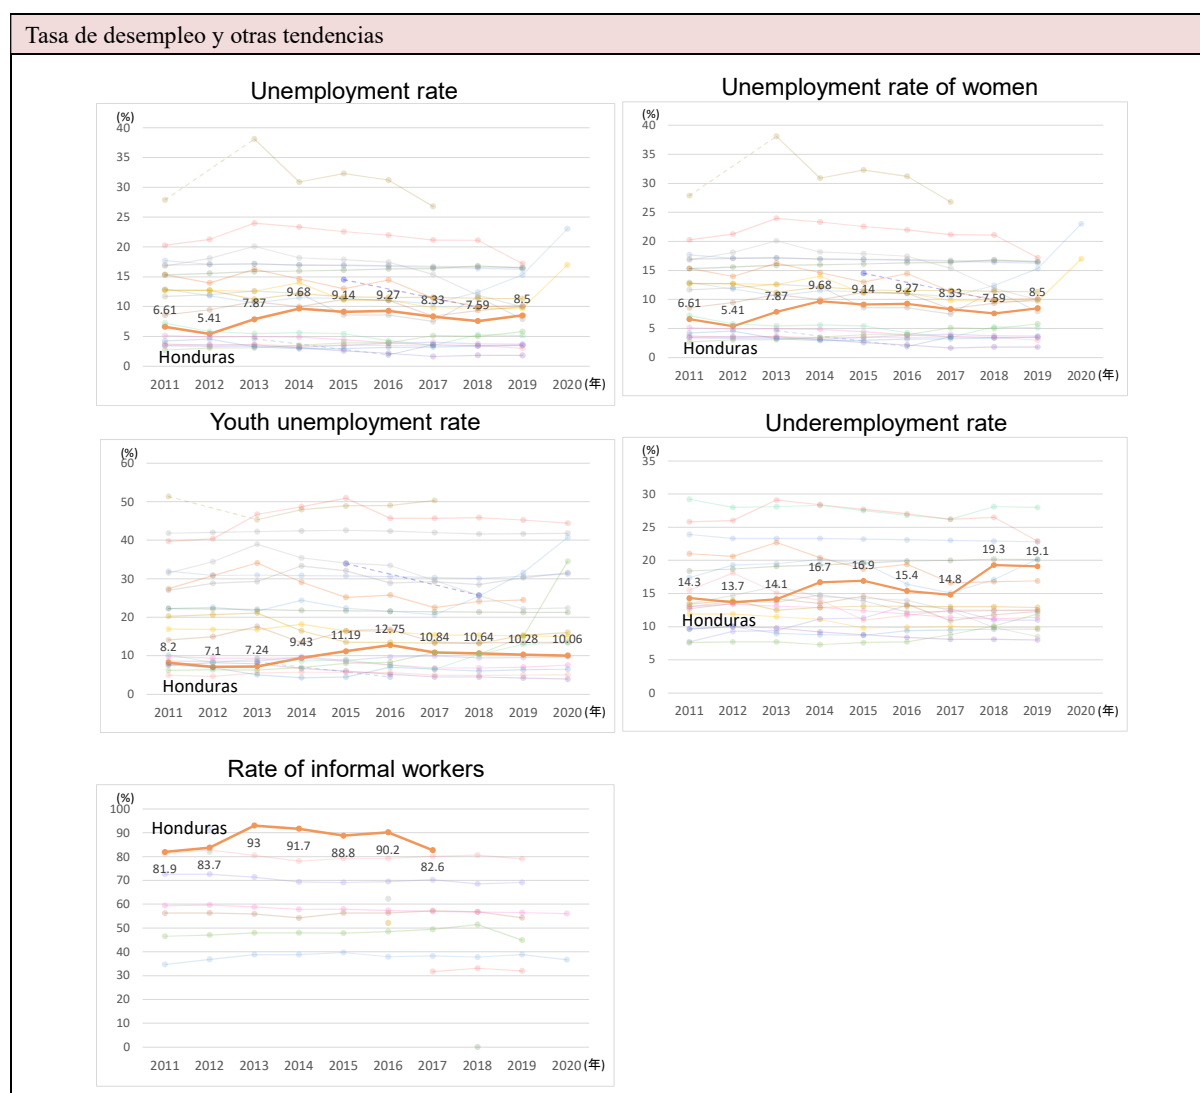 Tasa de desempleo y otras tendencias
Unemployment rate
(%)
40
35
30
25
20
15
10
5
0
6.61 5.41 7.87 9.68 9.14 9.27 8.33 7.59 8.5
Honduras
2011 2012 2013 2014 2015 2016 2017 2018 2019 2020 (年)
Unemployment rate of women
(%)
40
35
30
25
20
15
10
5
0
6.61 5.41 7.87 9.68 9.14 9.27 8.33 7.59 8.5
Honduras
2011 2012 2013 2014 2015 2016 2017 2018 2019 2020 (年)
Youth unemployment rate
(%)
60
50
40
30
20
10
0
8.2 7.1 7.24 9.43 11.19 12.75 10.84 10.64 10.28 10.06
Honduras
2011 2012 2013 2014 2015 2016 2017 2018 2019 2020 (年)
Underemployment rate
(%)
35
30
25
20
15
10
5
0
14.3 13.7 14.1 16.7 16.9 15.4 14.8 19.3 19.1
Honduras
2011 2012 2013 2014 2015 2016 2017 2018 2019 2020 (年)
Rate of informal workers
(%)
100
90
80
70
60
50
40
30
20
10
0
Honduras
81.9 83.7 93 91.7 88.8 90.2 82.6
2011 2012 2013 2014 2015 2016 2017 2018 2019 2020 (年)